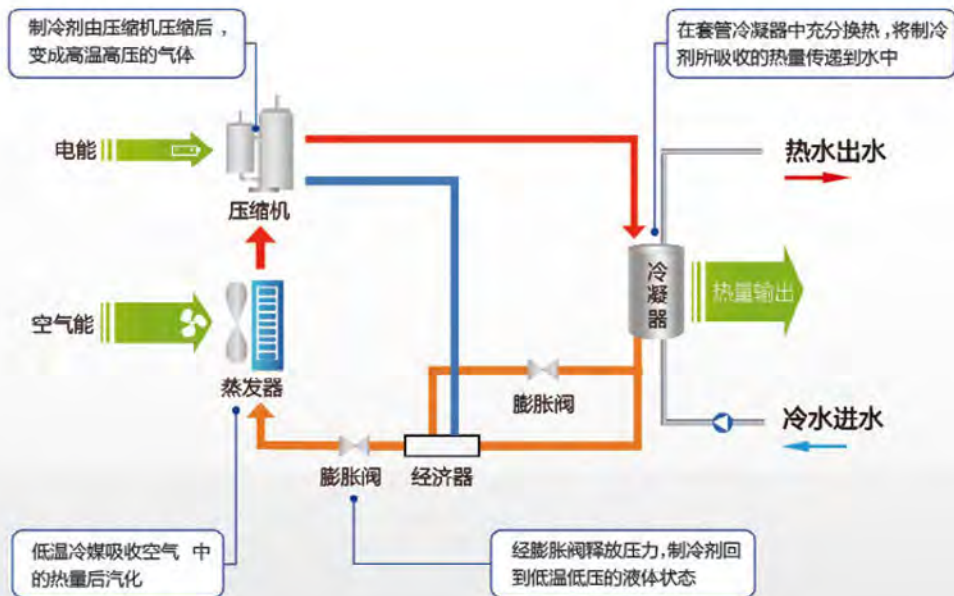 制冷剂由压缩机压缩后，
变成高温高压的气体
在套管冷凝器中充分换热,将制冷
剂所吸收的热量传递到水中
电能
压缩机
热水出水
冷凝器
热量输出
空气能
蒸发器
膨胀阀
冷水进水
膨胀阀
经济器
低温冷媒吸收空气 中
的热量后汽化
经膨胀阀释放压力,制冷剂回
到低温低压的液体状态